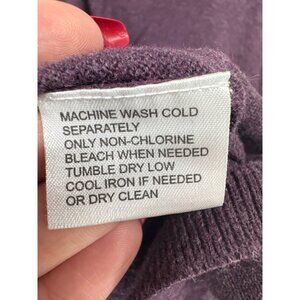 MACHINE WASH COLD
SEPARATELY
ONLY NON-CHLORINE
BLEACH WHEN NEEDED
TUMBLE DRY LOW
COOL IRON IF NEEDED
OR DRY CLEAN